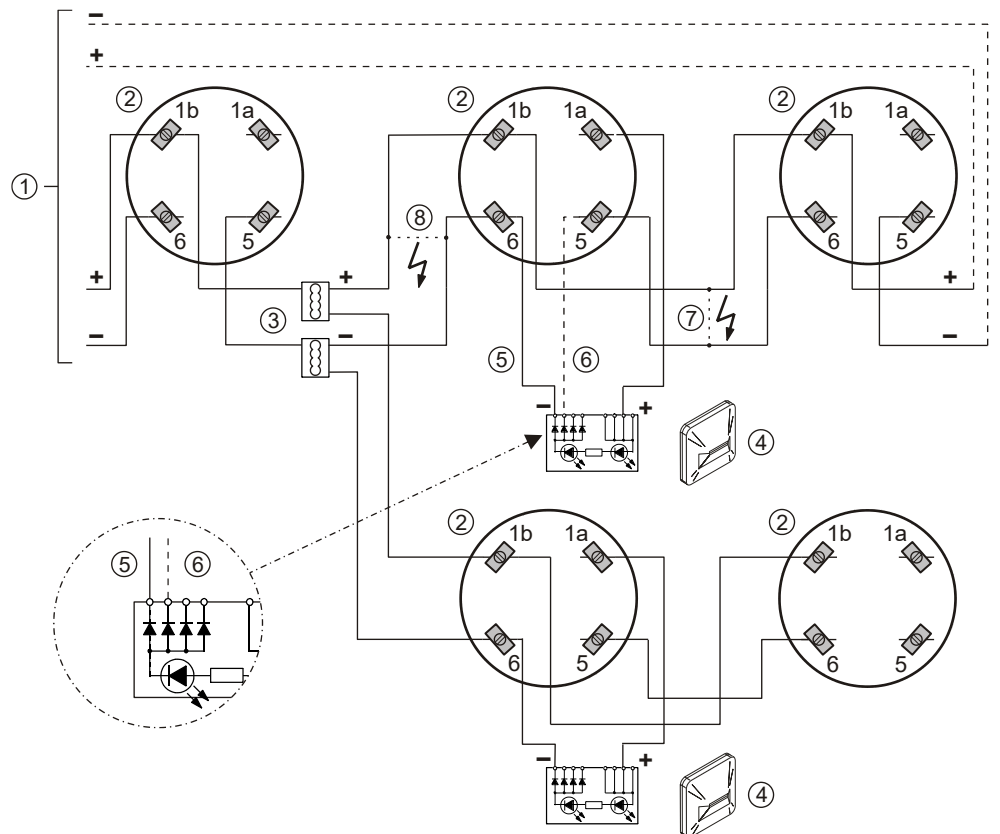 −
+
② ② ②
1b 1a 1b 1a 1b 1a
①
⑧
6 5 6 5 6 5
+ + +
③ ⑦
− − −
⑤ ⑥
− +
④
② ②
1b 1a 1b 1a
⑤ ⑥
6 5 6 5
− +
④